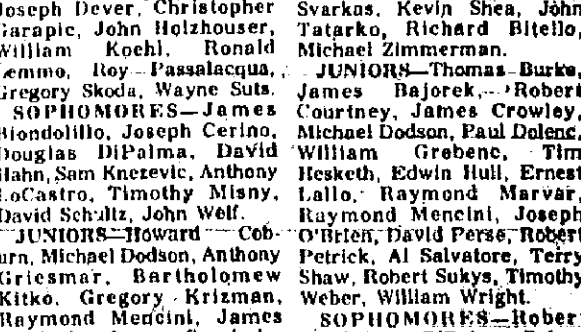 Joseph Dever, Christopher
Garapic, John Holzhouser,
William Koehl, Ronald
Lemmo, Roy Passalacqua,
Gregory Skoda, Wayne Suts.
SOPHOMORES—James
Biondolillo, Joseph Cerino,
Douglas DiPalma, David
Hahn, Sam Knezevic, Anthony
LoCastro, Timothy Misny,
David Schultz, John Welf.
JUNIORS—Howard Cob-
urn, Michael Dodson, Anthony
Griesmar, Bartholomew
Kitko, Gregory Krizman,
Raymond Mencini, James
Svarkas, Kevin Shea, John
Tatarko, Richard Bitello,
Michael Zimmerman.
JUNIORS—Thomas Burke,
James Bajorek, Robert
Courtney, James Crowley,
Michael Dodson, Paul Dolenc,
William Grebenc, Tim
Hesketh, Edwin Hull, Ernest
Lallo, Raymond Marvar,
Raymond Mencini, Joseph
O'Brien, David Perse, Robert
Petrick, Al Salvatore, Terry
Shaw, Robert Sukys, Timothy
Weber, William Wright.
SOPHOMORES—Rober